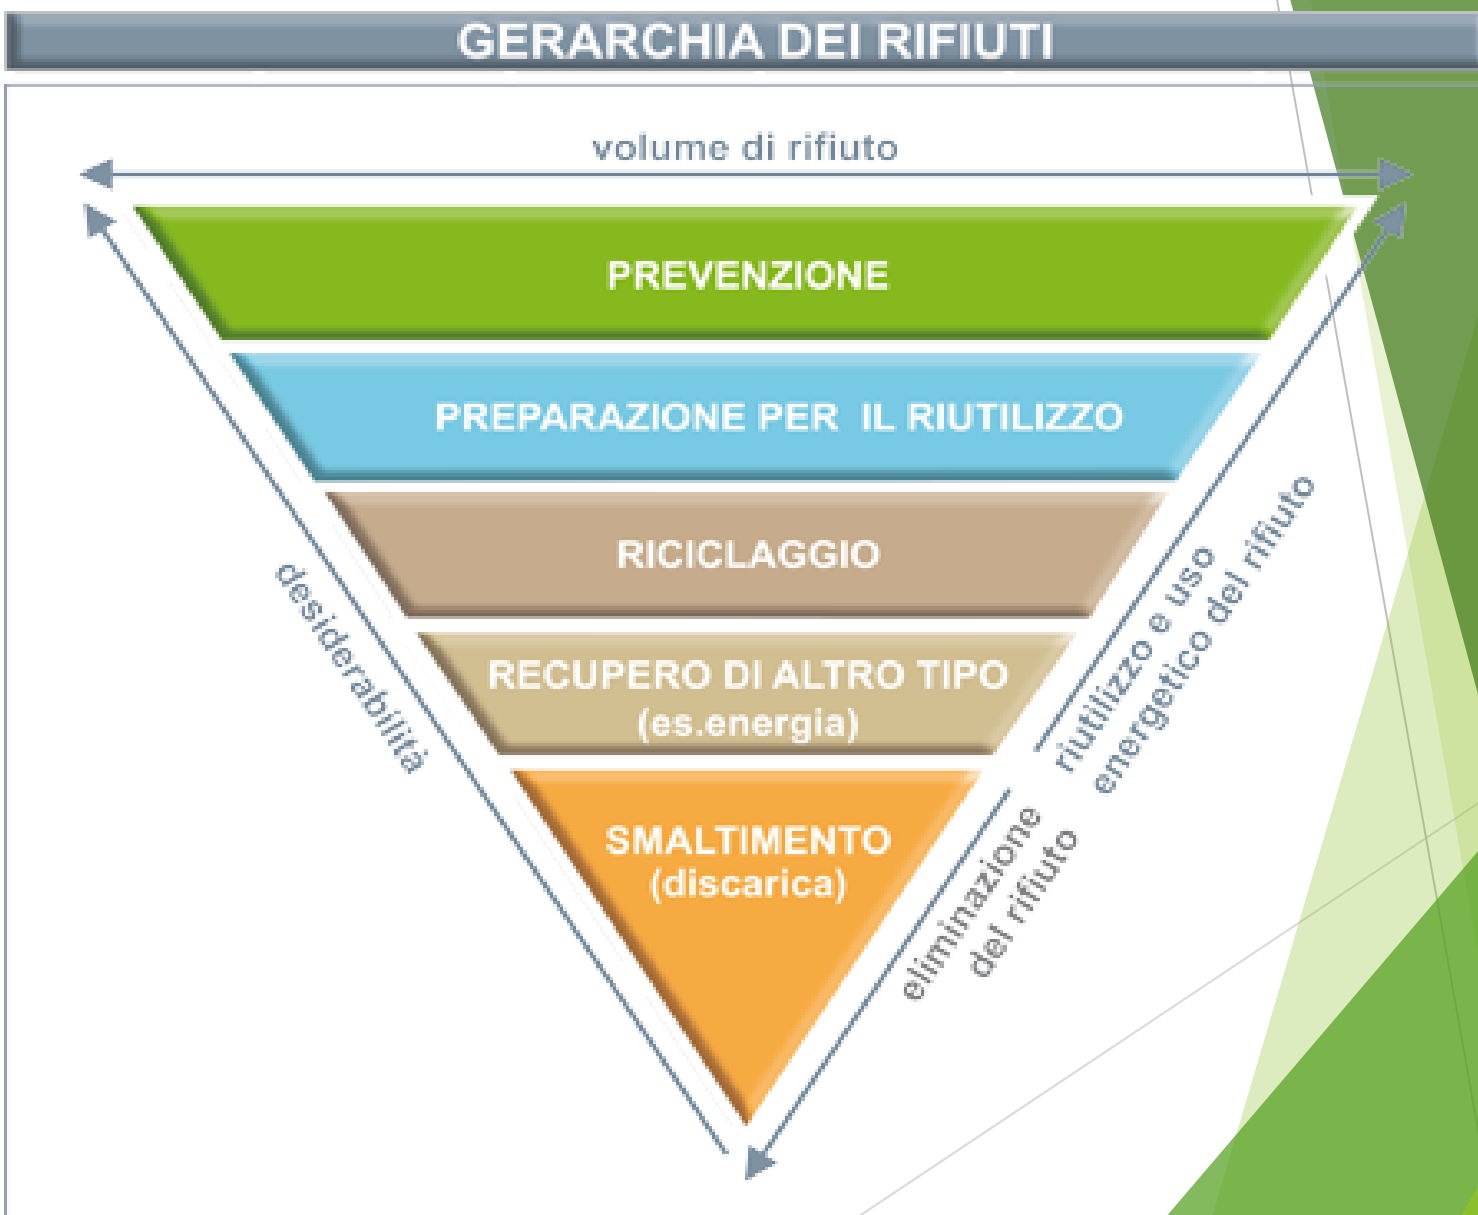 GERARCHIA DEI RIFIUTI
volume di rifiuto
PREVENZIONE
PREPARAZIONE PER IL RIUTILIZZO
RICICLAGGIO
RECUPERO DI ALTRO TIPO
(es.energia)
SMALTIMENTO
(discarica)
desiderabilità
riutilizzo e uso
energetico del rifiuto
eliminazione
del rifiuto